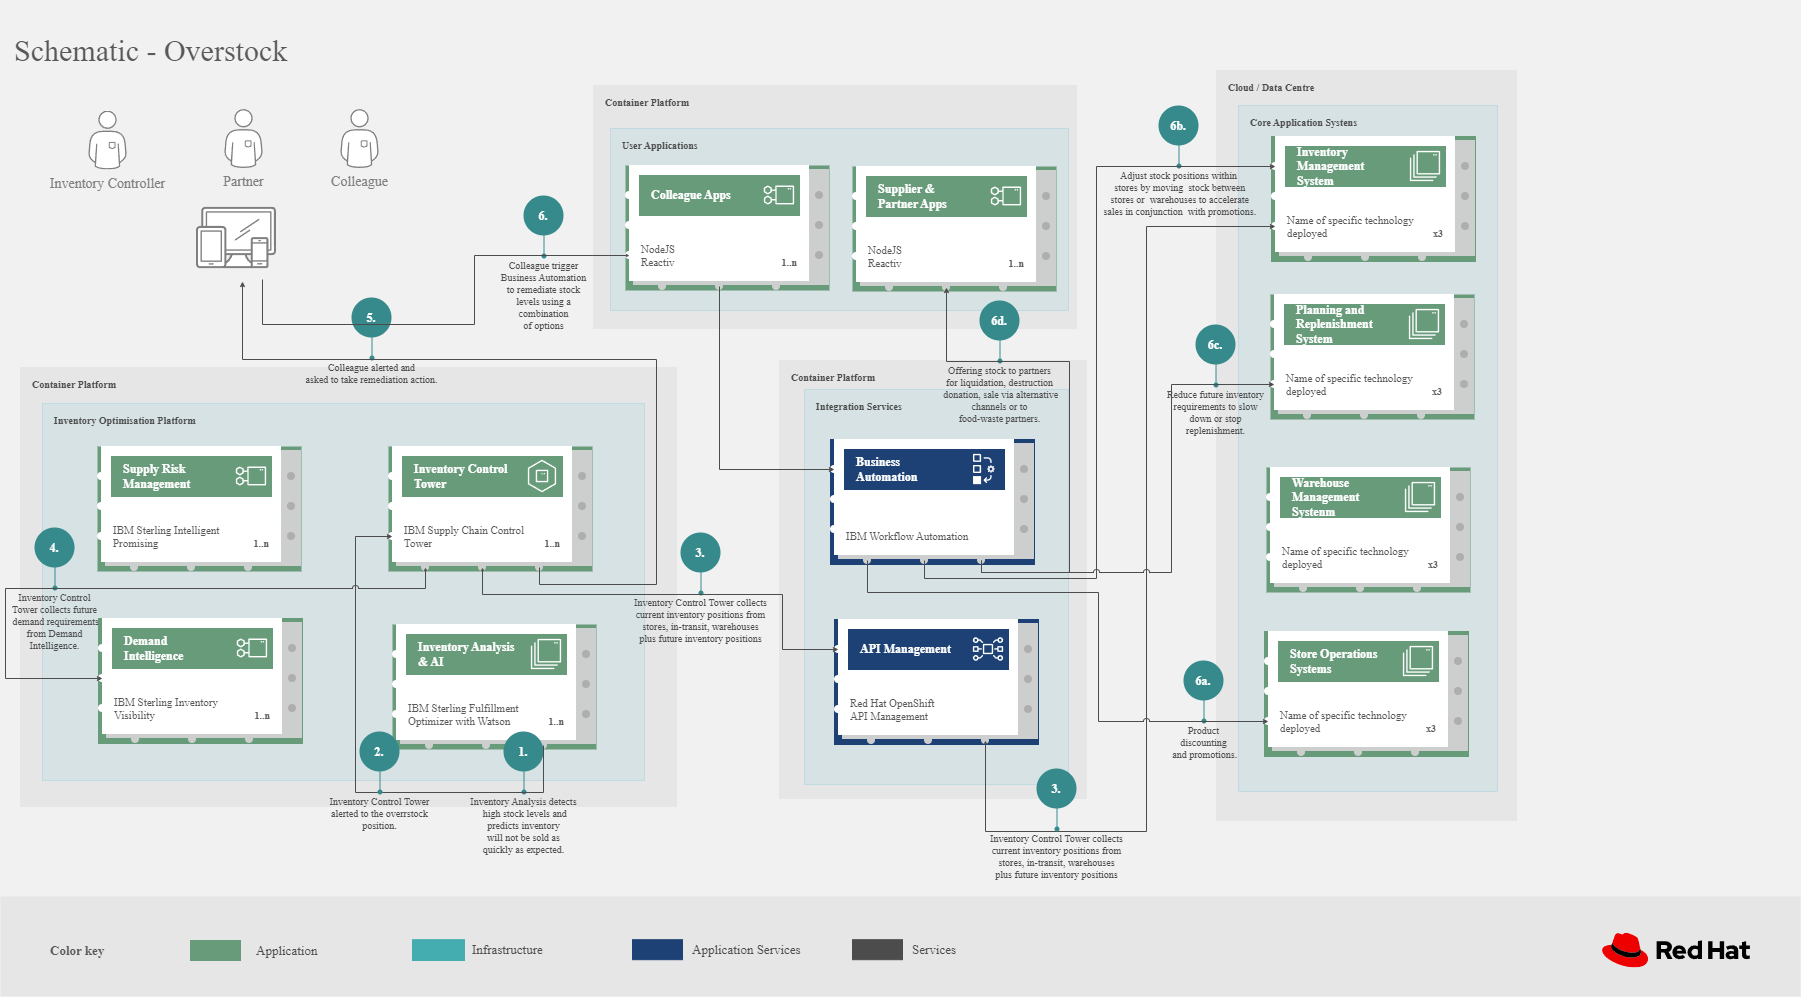 Schematic - Overstock
Inventory Controller
Partner
Colleague
Container Platform
User Applications
Colleague Apps
NodeJS
Reactiv
1..n
Supplier &
Partner Apps
NodeJS
Reactiv
1..n
6.
Colleague trigger
Business Automation
to remediate stock
levels using a
combination
of options
5.
Colleague alerted and
asked to take remediation action.
6d.
Offering stock to partners
for liquidation, destruction
donation, sale via alternative
channels or to
food-waste partners.
6b.
Adjust stock positions within
stores by moving stock between
stores or warehouses to accelerate
sales in conjunction with promotions.
6c.
Reduce future inventory
requirements to slow
down or stop
replenishment.
Cloud / Data Centre
Core Application Systens
Inventory
Management
System
Name of specific technology
deployed
x3
Planning and
Replenishment
System
Name of specific technology
deployed
x3
Warehouse
Management
Systenm
Name of specific technology
deployed
x3
Store Operations
Systems
Name of specific technology
deployed
x3
Container Platform
Inventory Optimisation Platform
Supply Risk
Management
IBM Sterling Intelligent
Promising
1..n
Inventory Control
Tower
IBM Supply Chain Control
Tower
1..n
4.
Inventory Control
Tower collects future
demand requirements
from Demand
Intelligence.
Demand
Intelligence
IBM Sterling Inventory
Visibility
1..n
Inventory Analysis
& AI
IBM Sterling Fulfillment
Optimizer with Watson
1..n
2.
Inventory Control Tower
alerted to the overrstock
position.
1.
Inventory Analysis detects
high stock levels and
predicts inventory
will not be sold as
quickly as expected.
3.
Inventory Control Tower collects
current inventory positions from
stores, in-transit, warehouses
plus future inventory positions
Container Platform
Integration Services
Business
Automation
IBM Workflow Automation
API Management
Red Hat OpenShift
API Management
3.
Inventory Control Tower collects
current inventory positions from
stores, in-transit, warehouses
plus future inventory positions
6a.
Product
discounting
and promotions.
Color key
Application
Infrastructure
Application Services
Services
Red Hat